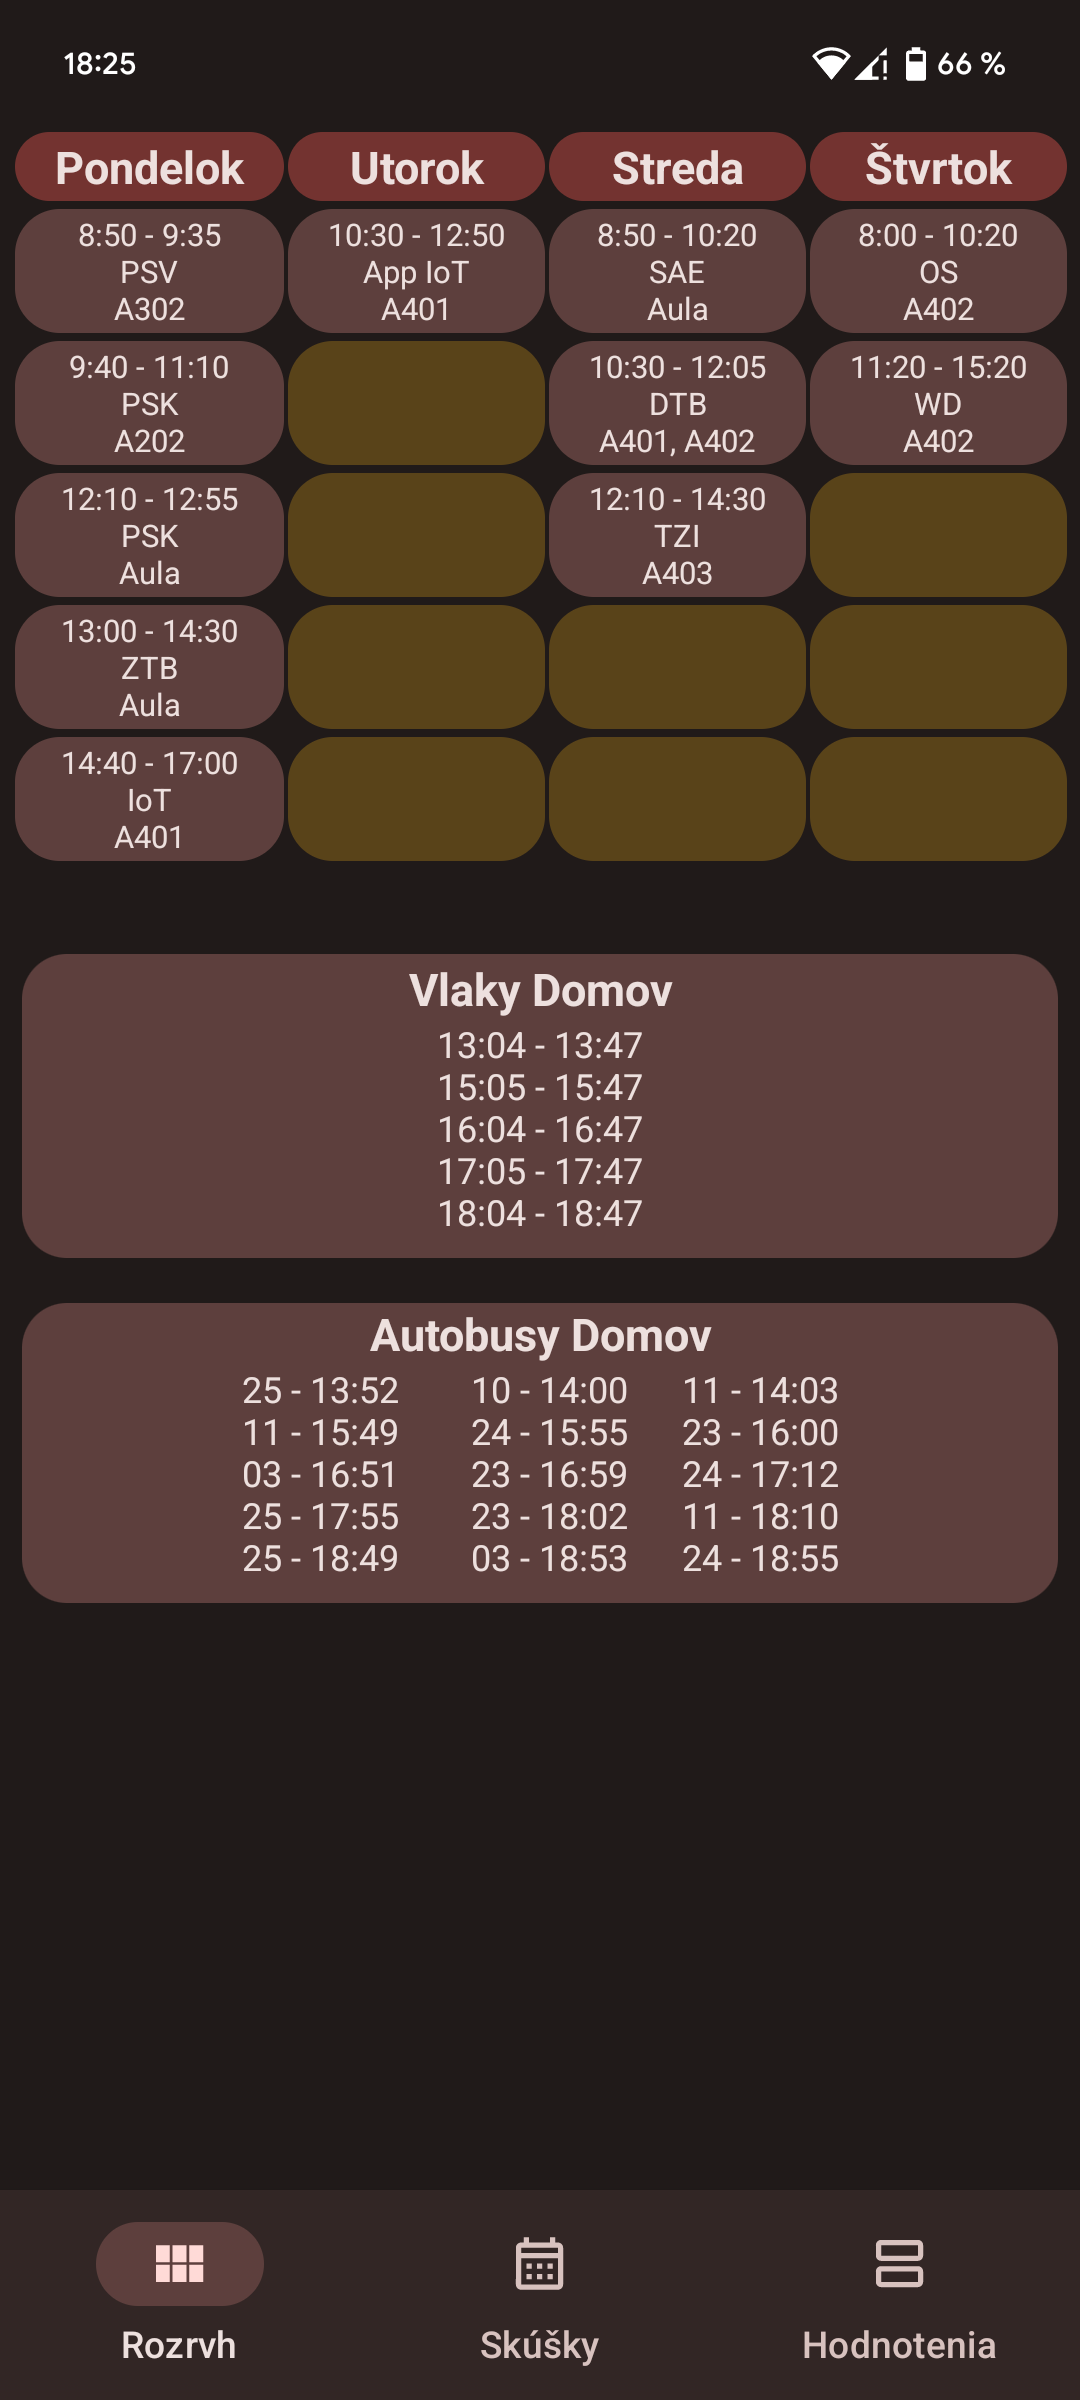 18:25
66 %
Pondelok Utorok Streda Štvrtok
8:50 - 9:35 10:30 - 12:50 8:50 - 10:20 8:00 - 10:20
PSV App IoT SAE OS
A302 A401 Aula A402
9:40 - 11:10 10:30 - 12:05 11:20 - 15:20
PSK DTB WD
A202 A401, A402 A402
12:10 - 12:55 12:10 - 14:30
PSK TZI
Aula A403
13:00 - 14:30
ZTB
Aula
14:40 - 17:00
IoT
A401
Vlaky Domov
13:04 - 13:47
15:05 - 15:47
16:04 - 16:47
17:05 - 17:47
18:04 - 18:47
Autobusy Domov
25 - 13:52 10 - 14:00 11 - 14:03
11 - 15:49 24 - 15:55 23 - 16:00
03 - 16:51 23 - 16:59 24 - 17:12
25 - 17:55 23 - 18:02 11 - 18:10
25 - 18:49 03 - 18:53 24 - 18:55
Rozrvh Skúšky Hodnotenia